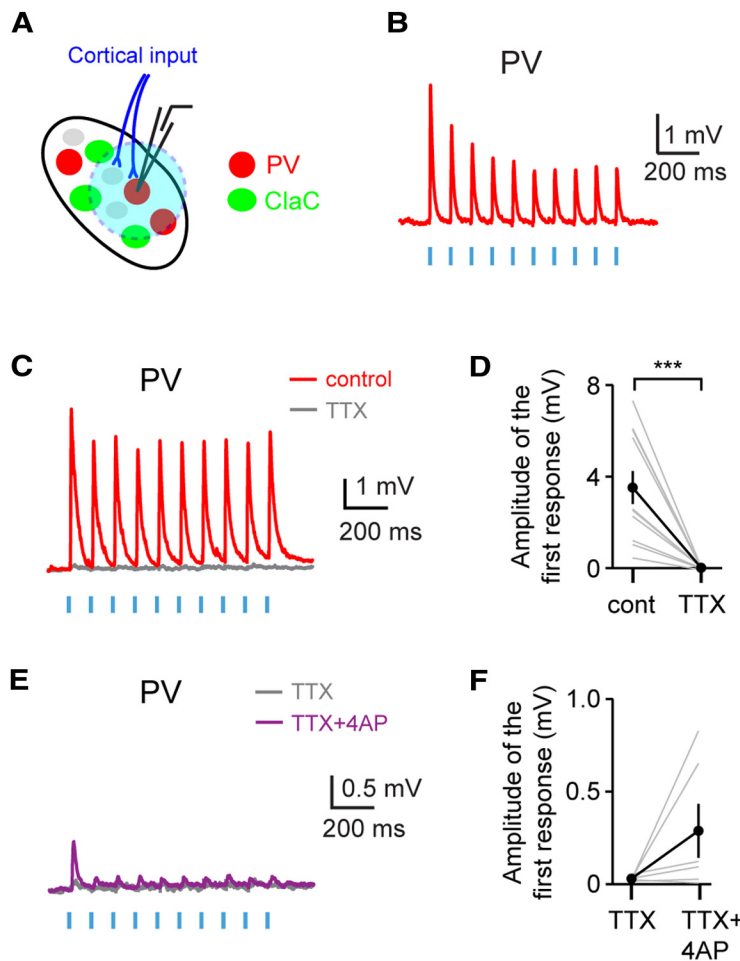 A
Cortical input
PV
ClaC
B
PV
1 mV
200 ms
C
PV
control
TTX
1 mV
200 ms
D
***
Amplitude of the
first response (mV)
8
4
0
cont
TTX
E
PV
TTX
TTX+4AP
0.5 mV
200 ms
F
Amplitude of the
first response (mV)
1.0
0.5
0
TTX
TTX+
4AP